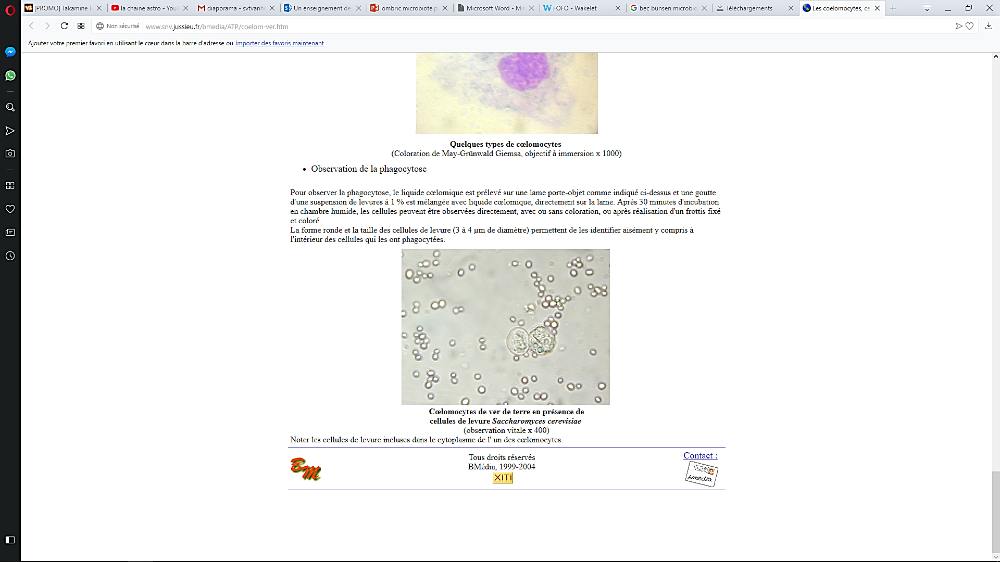 [PROMO] Takamine E
la chaine astro - YouT
diaporama - svtvanh
Un enseignement de
lombric microbiote.p
Microsoft Word - Mis
FOFO - Wakelet
bec bunsen microbio
Téléchargements
Les coelomocytes, ce
Non sécurisé
www.snv.jussieu.fr/bmedia/ATP/coelom-ver.htm
Ajouter votre premier favori en utilisant le cœur dans la barre d'adresse ou Importer des favoris maintenant
Quelques types de cœlomocytes
(Coloration de May-Grünwald Giemsa, objectif à immersion x 1000)
• Observation de la phagocytose
Pour observer la phagocytose, le liquide cœlomique est prélevé sur une lame porte-objet comme indiqué ci-dessus et une goutte
d'une suspension de levures à 1 % est mélangée avec liquide cœlomique, directement sur la lame. Après 30 minutes d'incubation
en chambre humide, les cellules peuvent être observées directement, avec ou sans coloration, ou après réalisation d'un frottis fixé
et coloré.
La forme ronde et la taille des cellules de levure (3 à 4 µm de diamètre) permettent de les identifier aisément y compris à
l'intérieur des cellules qui les ont phagocytées.
Cœlomocytes de ver de terre en présence de
cellules de levure Saccharomyces cerevisiae
(observation vitale x 400)
Noter les cellules de levure incluses dans le cytoplasme de l' un des cœlomocytes.
BM
Tous droits réservés
BMédia, 1999-2004
XiTi
Contact :
bmedia